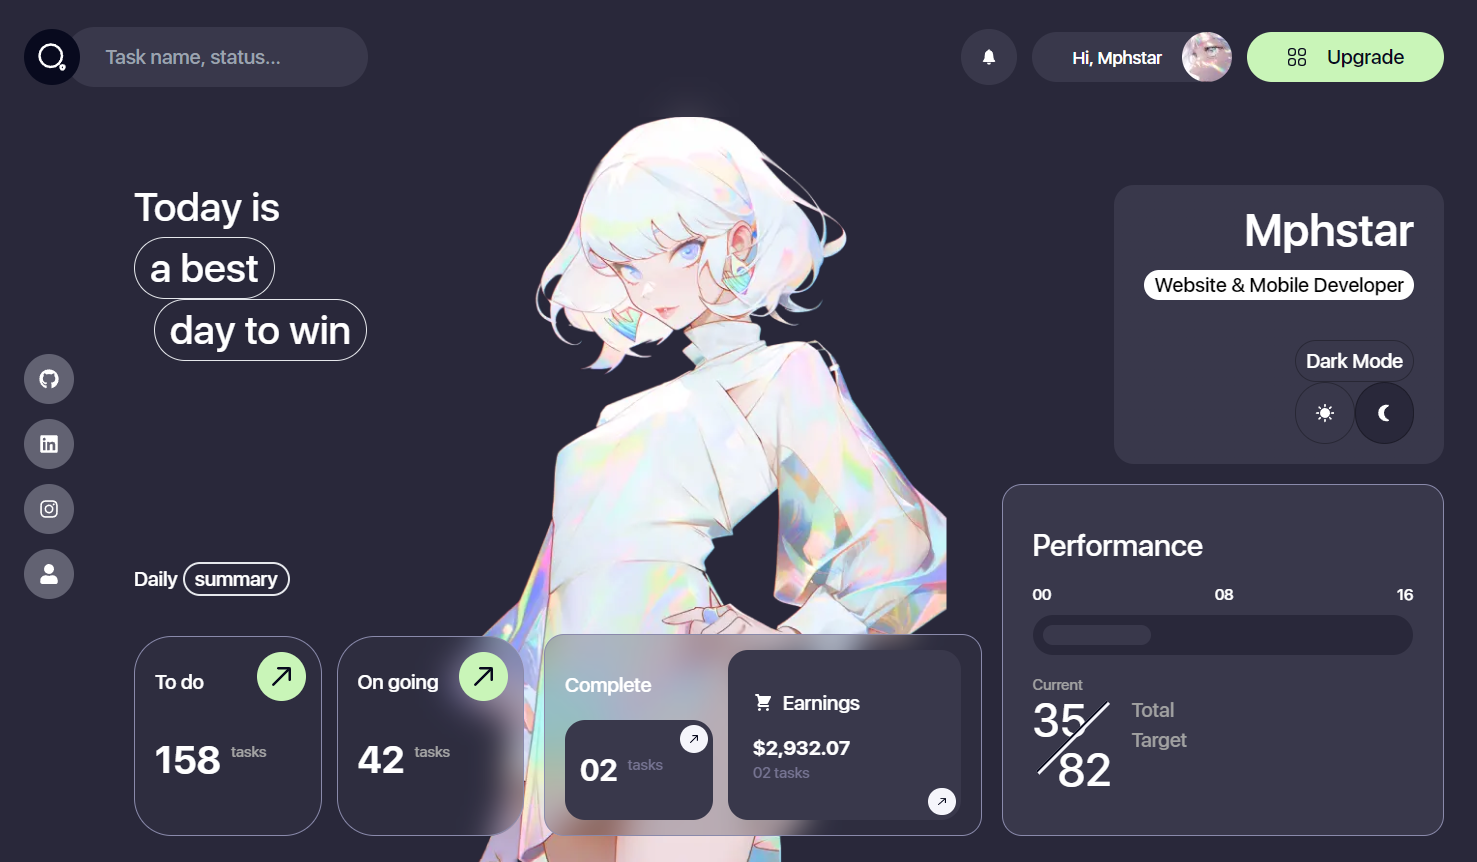 Task name, status...
Hi, Mphstar
Upgrade
Today is
a best
day to win
Mphstar
Website & Mobile Developer
Dark Mode
Daily summary
To do
158 tasks
On going
42 tasks
Complete
02 tasks
Earnings
$2,932.07
02 tasks
Performance
00 08 16
Current
35
82
Total
Target